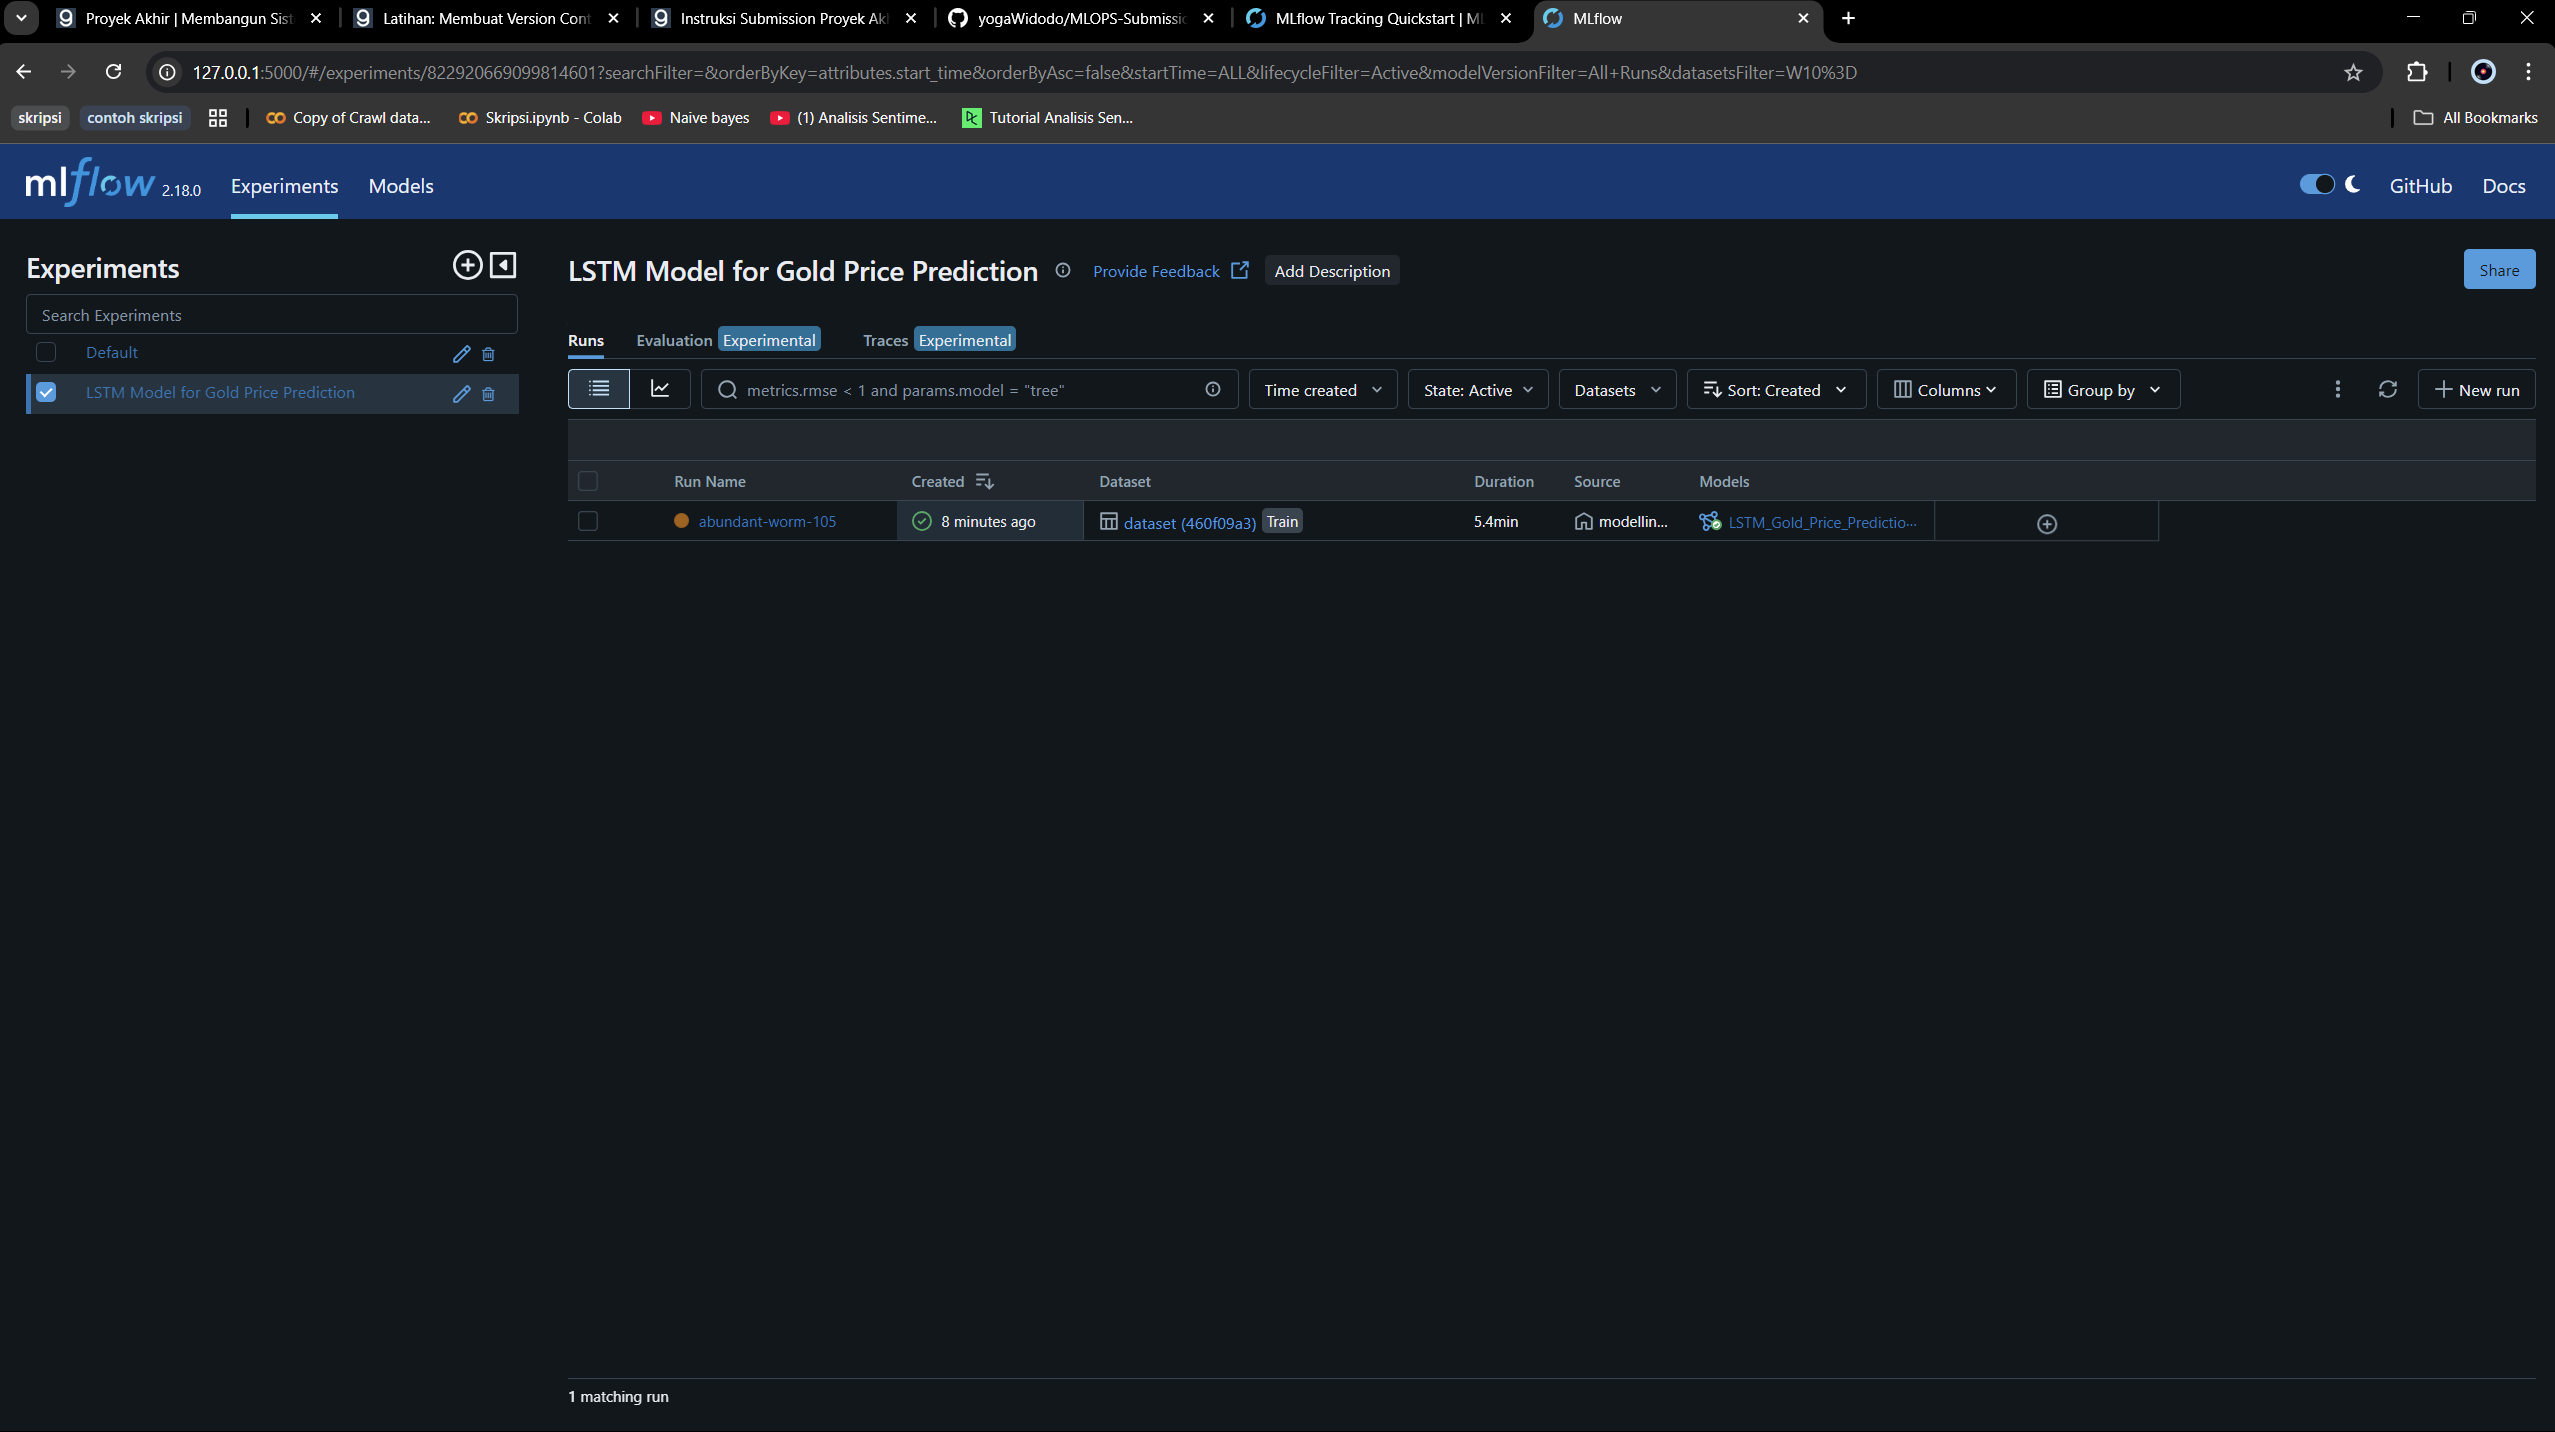 Proyek Akhir | Membangun Sist
Latihan: Membuat Version Cont
Instruksi Submission Proyek Ak
yogaWidodo/MLOPS-Submissi
MLflow Tracking Quickstart | ML
MLflow
127.0.0.1:5000/#/experiments/822920669099814601?searchFilter=&orderByKey=attributes.start_time&orderByAsc=false&startTime=ALL&lifecycleFilter=Active&modelVersionFilter=All+Runs&datasetsFilter=W10%3D
skripsi
contoh skripsi
Copy of Crawl data...
Skripsi.ipynb - Colab
Naive bayes
(1) Analisis Sentime...
Tutorial Analisis Sen...
All Bookmarks
mlflow 2.18.0
Experiments
Models
GitHub
Docs
Experiments
Search Experiments
Default
LSTM Model for Gold Price Prediction
LSTM Model for Gold Price Prediction
Provide Feedback
Add Description
Share
Runs
Evaluation Experimental
Traces Experimental
metrics.rmse < 1 and params.model = "tree"
Time created
State: Active
Datasets
Sort: Created
Columns
Group by
New run
Run Name
Created
Dataset
Duration
Source
Models
abundant-worm-105
8 minutes ago
dataset (460f09a3) Train
5.4min
modellin...
LSTM_Gold_Price_Predictio...
1 matching run